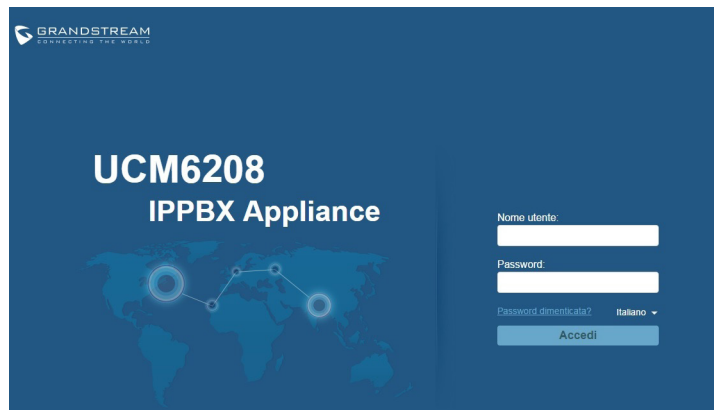 GRANDSTREAM
CONNECTING THE WORLD
UCM6208
IPPBX Appliance
Nome utente:
Password:
Password dimenticata? Italiano
Accedi